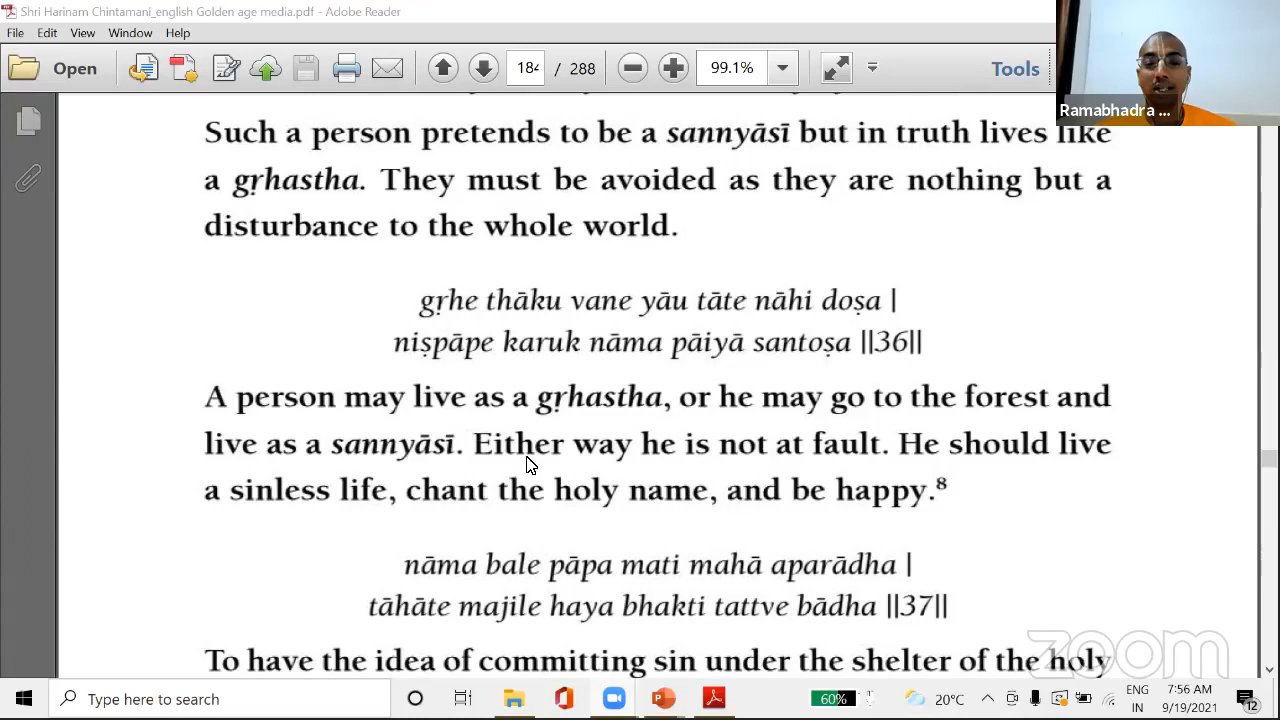 Shri Harinam Chintamani_english Golden age media.pdf - Adobe Reader
File Edit View Window Help
Open 184 / 288 99.1% Tools
Ramabhadra ...
Such a person pretends to be a sannyāsī but in truth lives like
a gṛhastha. They must be avoided as they are nothing but a
disturbance to the whole world.
gṛhe thāku vane yāu tāte nāhi doṣa |
niṣpāpe karuk nāma pāiyā santoṣa ||36||
A person may live as a gṛhastha, or he may go to the forest and
live as a sannyāsī. Either way he is not at fault. He should live
a sinless life, chant the holy name, and be happy.⁸
nāma bale pāpa mati mahā aparādha |
tāhāte majile haya bhakti tattve bādha ||37||
To have the idea of committing sin under the shelter of the holy
zoom
Type here to search 60% 20°C ENG 7:56 AM
IN 9/19/2021 12